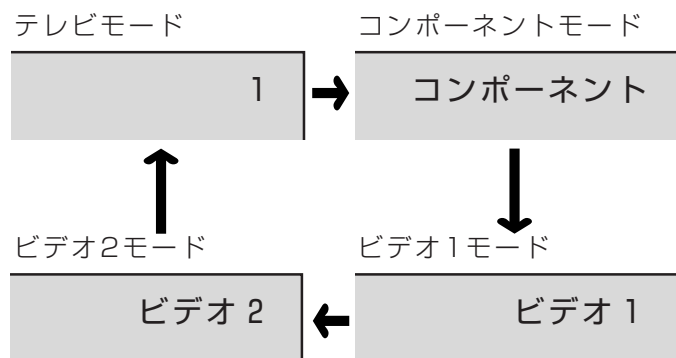 テレビモード
1
コンポーネントモード
コンポーネント
ビデオ2モード
ビデオ 2
ビデオ1モード
ビデオ 1